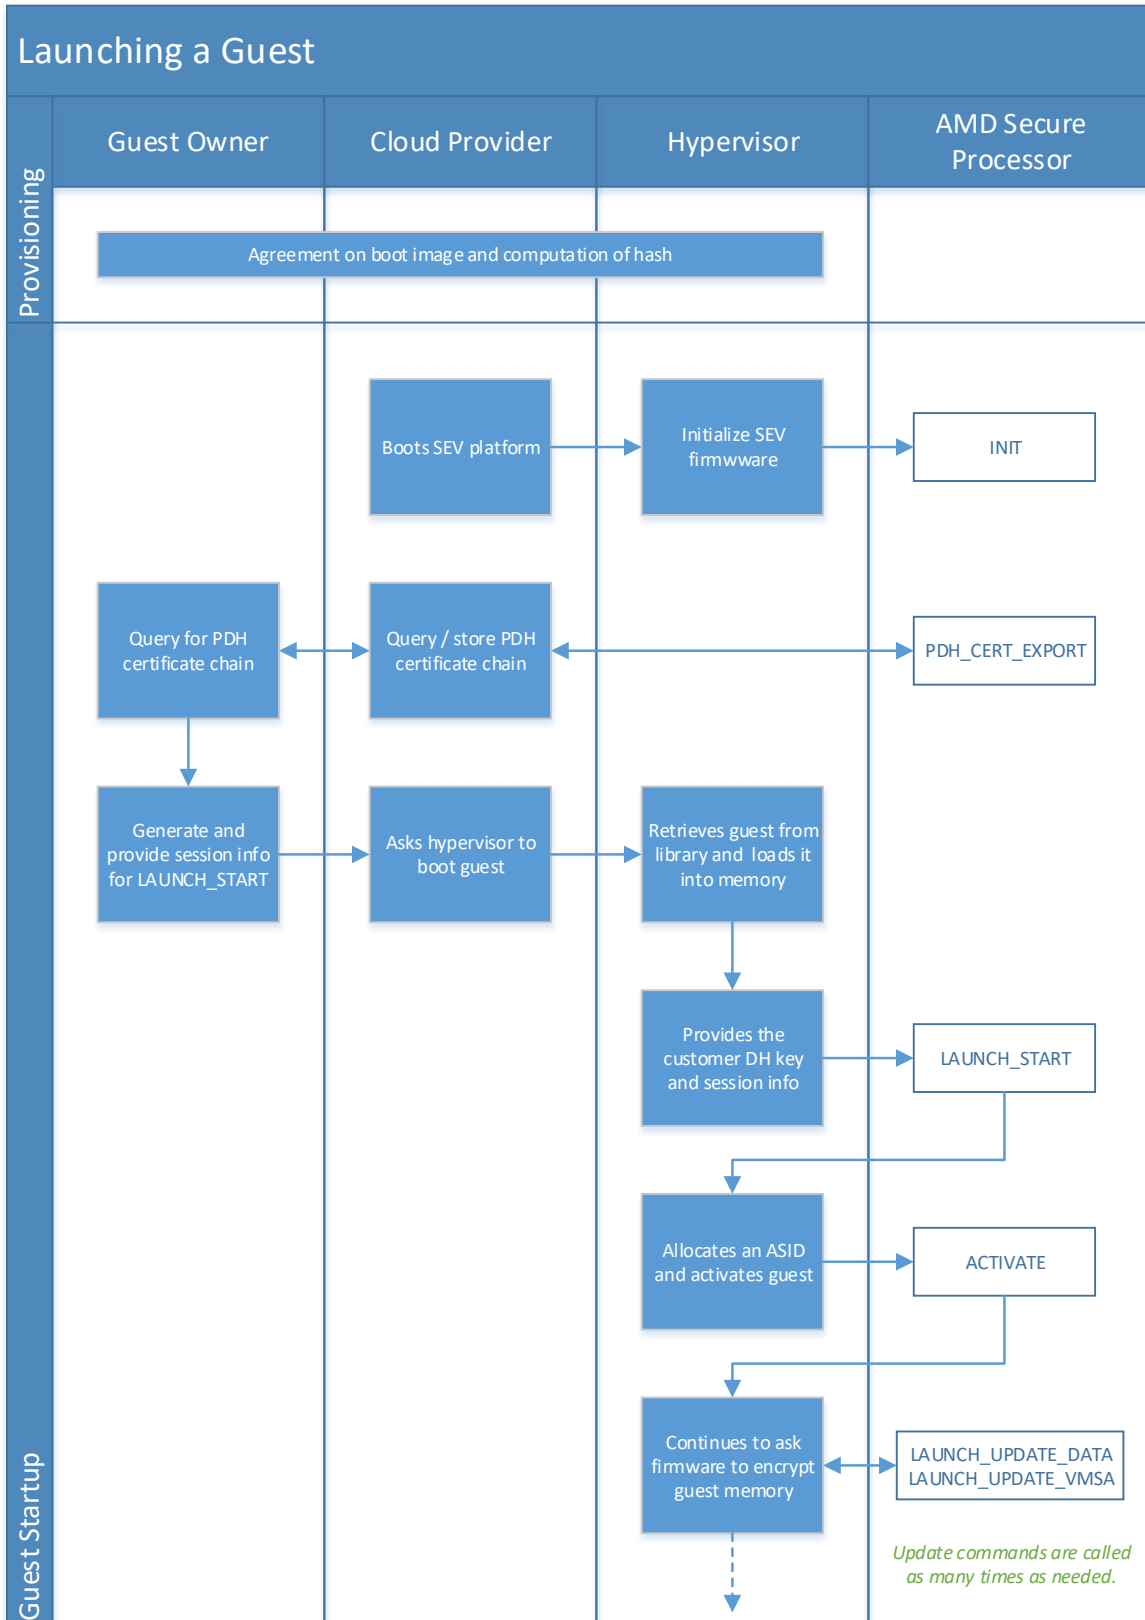 Launching a Guest
Guest Owner
Cloud Provider
Hypervisor
AMD Secure
Processor
Provisioning
Agreement on boot image and computation of hash
Guest Startup
Boots SEV platform
Initialize SEV
firmwware
INIT
Query for PDH
certificate chain
Query / store PDH
certificate chain
PDH_CERT_EXPORT
Generate and
provide session info
for LAUNCH_START
Asks hypervisor to
boot guest
Retrieves guest from
library and loads it
into memory
Provides the
customer DH key
and session info
LAUNCH_START
Allocates an ASID
and activates guest
ACTIVATE
Continues to ask
firmware to encrypt
guest memory
LAUNCH_UPDATE_DATA
LAUNCH_UPDATE_VMSA
Update commands are called
as many times as needed.